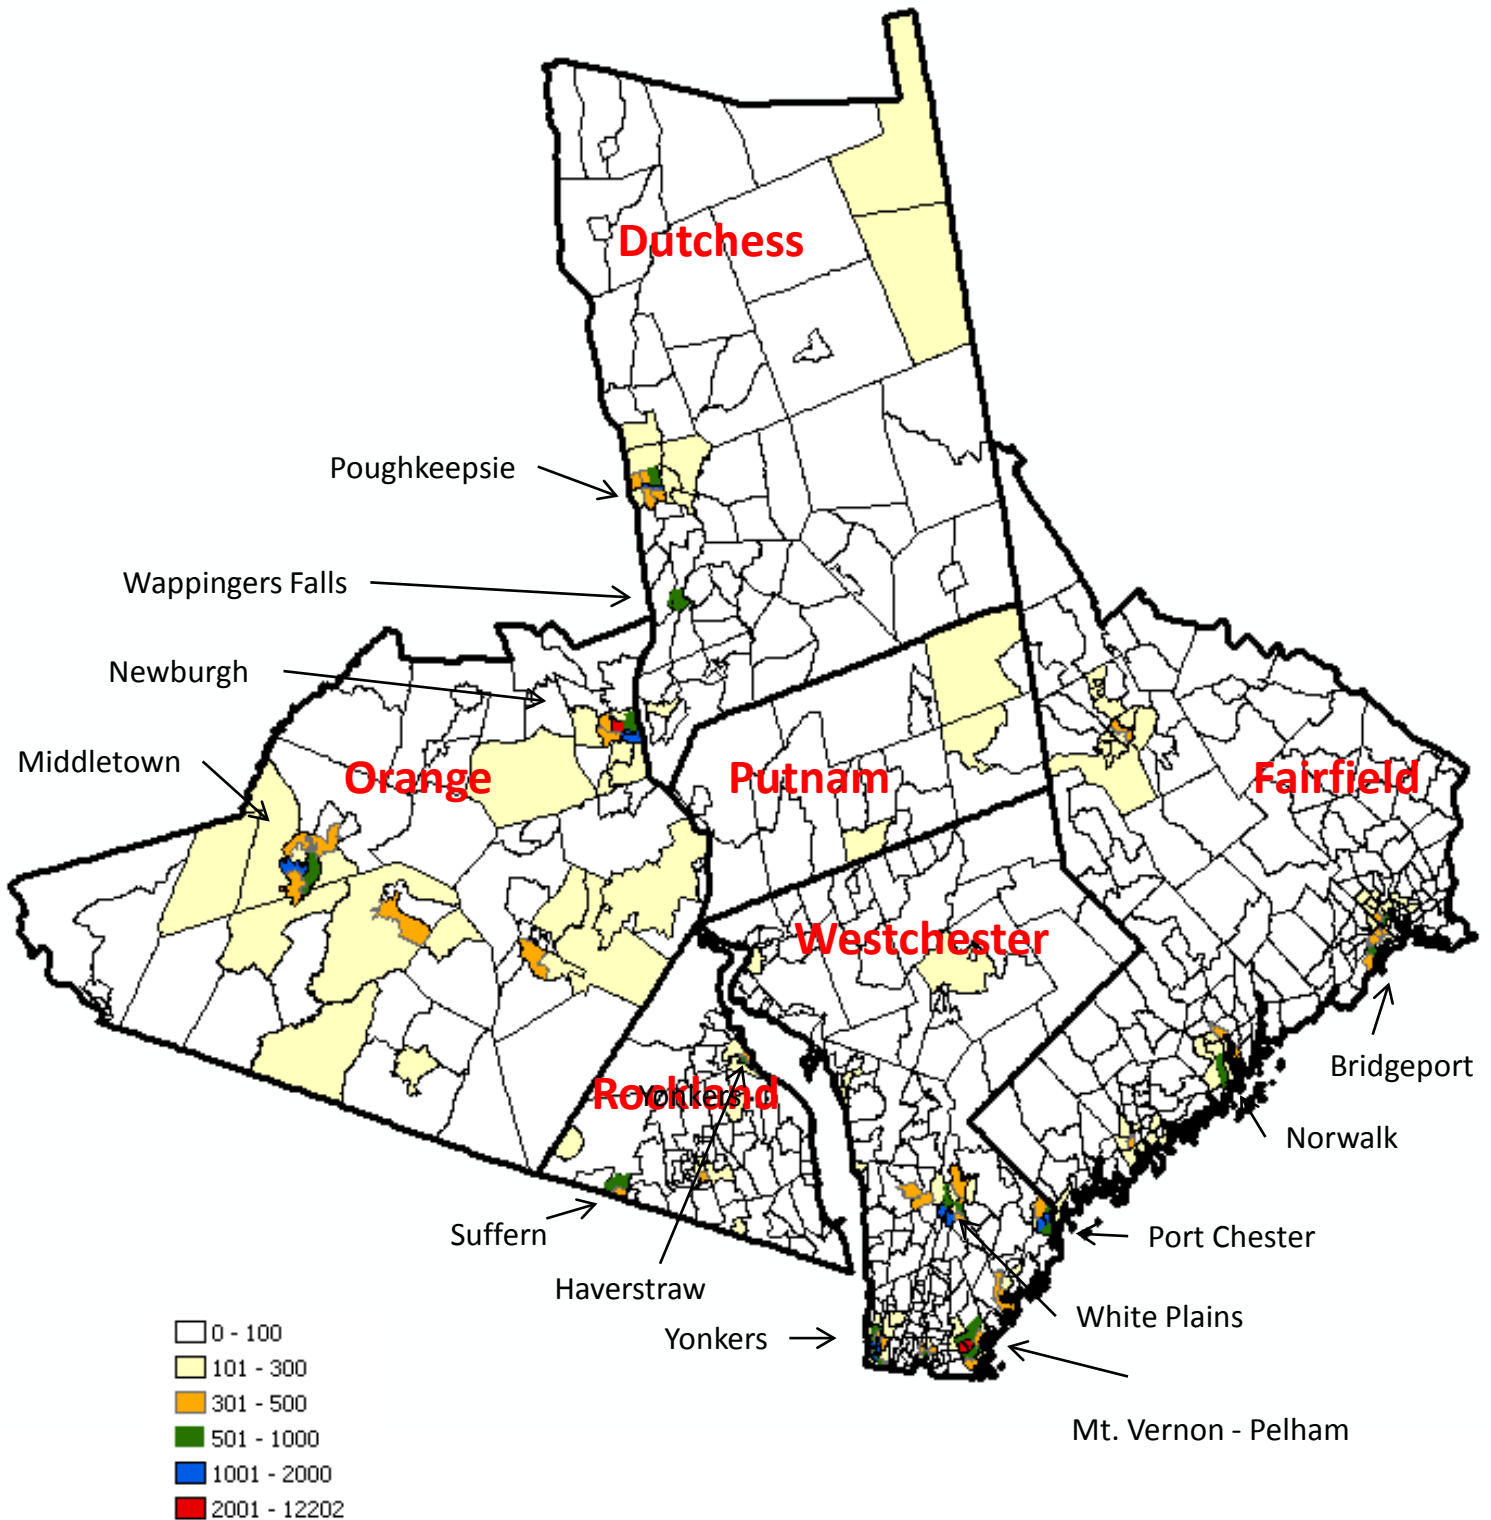 Dutchess
Poughkeepsie
Wappingers Falls
Newburgh
Middletown
Orange
Putnam
Fairfield
Westchester
Bridgeport
Rockland
Yonkers
Norwalk
Suffern
Port Chester
Haverstraw
White Plains
Yonkers
Mt. Vernon - Pelham
0 - 100
101 - 300
301 - 500
501 - 1000
1001 - 2000
2001 - 12202